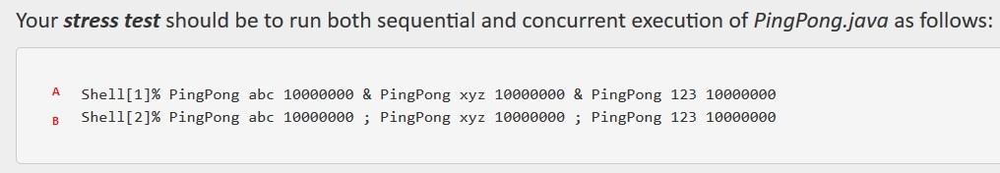 Your stress test should be to run both sequential and concurrent execution of PingPong.java as follows:
A Shell[1]% PingPong abc 10000000 & PingPong xyz 10000000 & PingPong 123 10000000
B Shell[2]% PingPong abc 10000000 ; PingPong xyz 10000000 ; PingPong 123 10000000